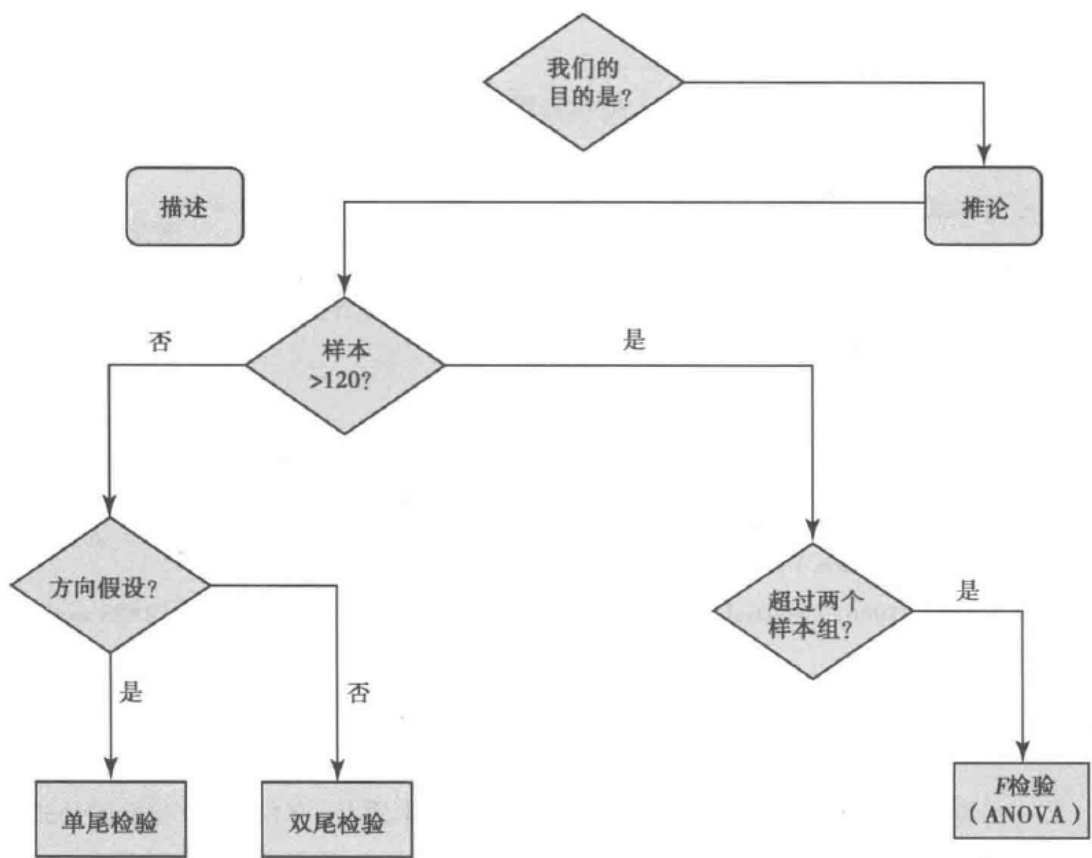 我们的
目的是？
描述
推论
否
样本
>120?
是
方向假设？
超过两个
样本组？
是
是
否
单尾检验
双尾检验
F检验
（ANOVA）